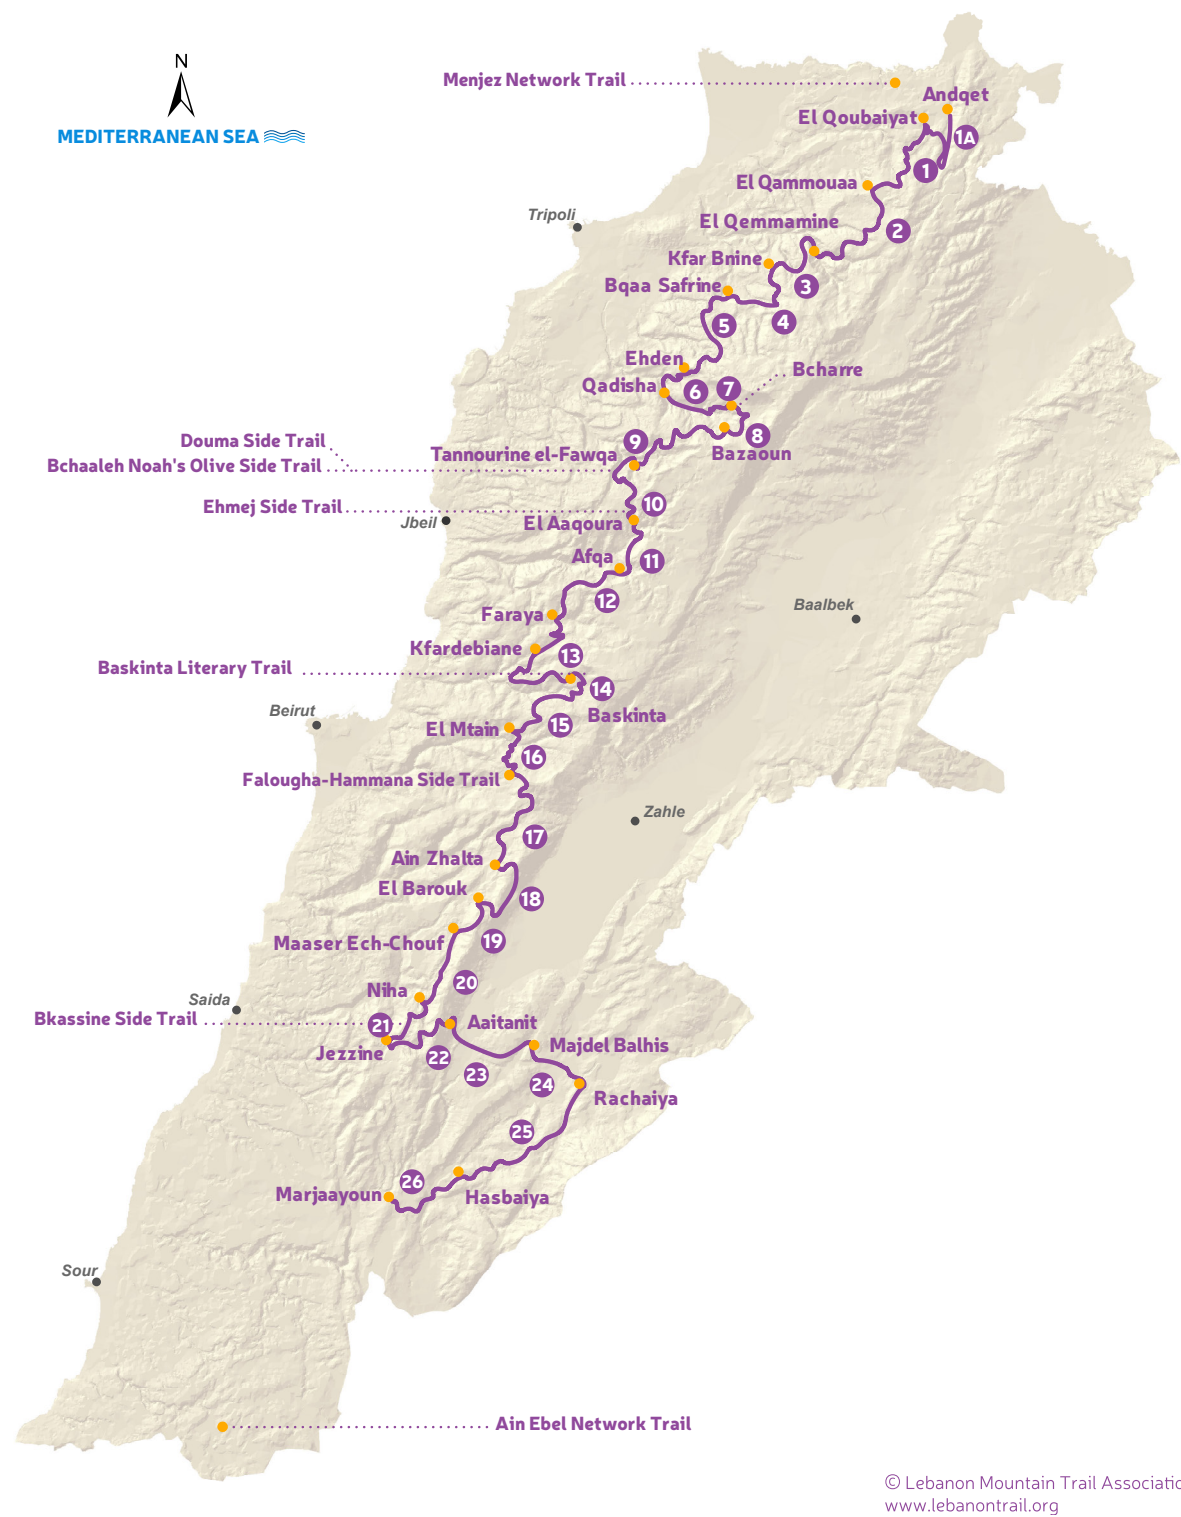 N
MEDITERRANEAN SEA
Menjez Network Trail
Andqet
El Qoubaiyat
1A
1
El Qammouaa
Tripoli
El Qemmamine
2
Kfar Bnine
3
Bqaa Safrine
4
5
Ehden
Bcharre
Qadisha
6
7
8
Douma Side Trail
9
Tannourine el-Fawqa
Bazaoun
Bchaaleh Noah's Olive Side Trail
10
Ehmej Side Trail
Jbeil
El Aaqoura
Afqa
11
12
Baalbek
Faraya
Kfardebiane
13
Baskinta Literary Trail
14
Beirut
Baskinta
El Mtain
15
16
Falougha-Hammana Side Trail
Zahle
17
Ain Zhalta
El Barouk
18
Maaser Ech-Chouf
19
20
Niha
Saida
Bkassine Side Trail
21
Aaitanit
Jezzine
22
Majdel Balhis
23
24
Rachaiya
25
26
Marjaayoun
Hasbaiya
Sour
Ain Ebel Network Trail
© Lebanon Mountain Trail Associatio
www.lebanontrail.org